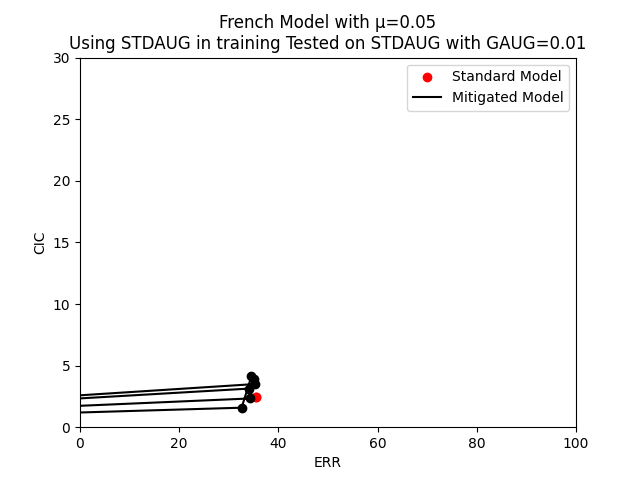 French Model with μ=0.05
Using STDAUG in training Tested on STDAUG with GAUG=0.01
30
25
20
15
10
5
0
CIC
Standard Model
Mitigated Model
0 20 40 60 80 100
ERR